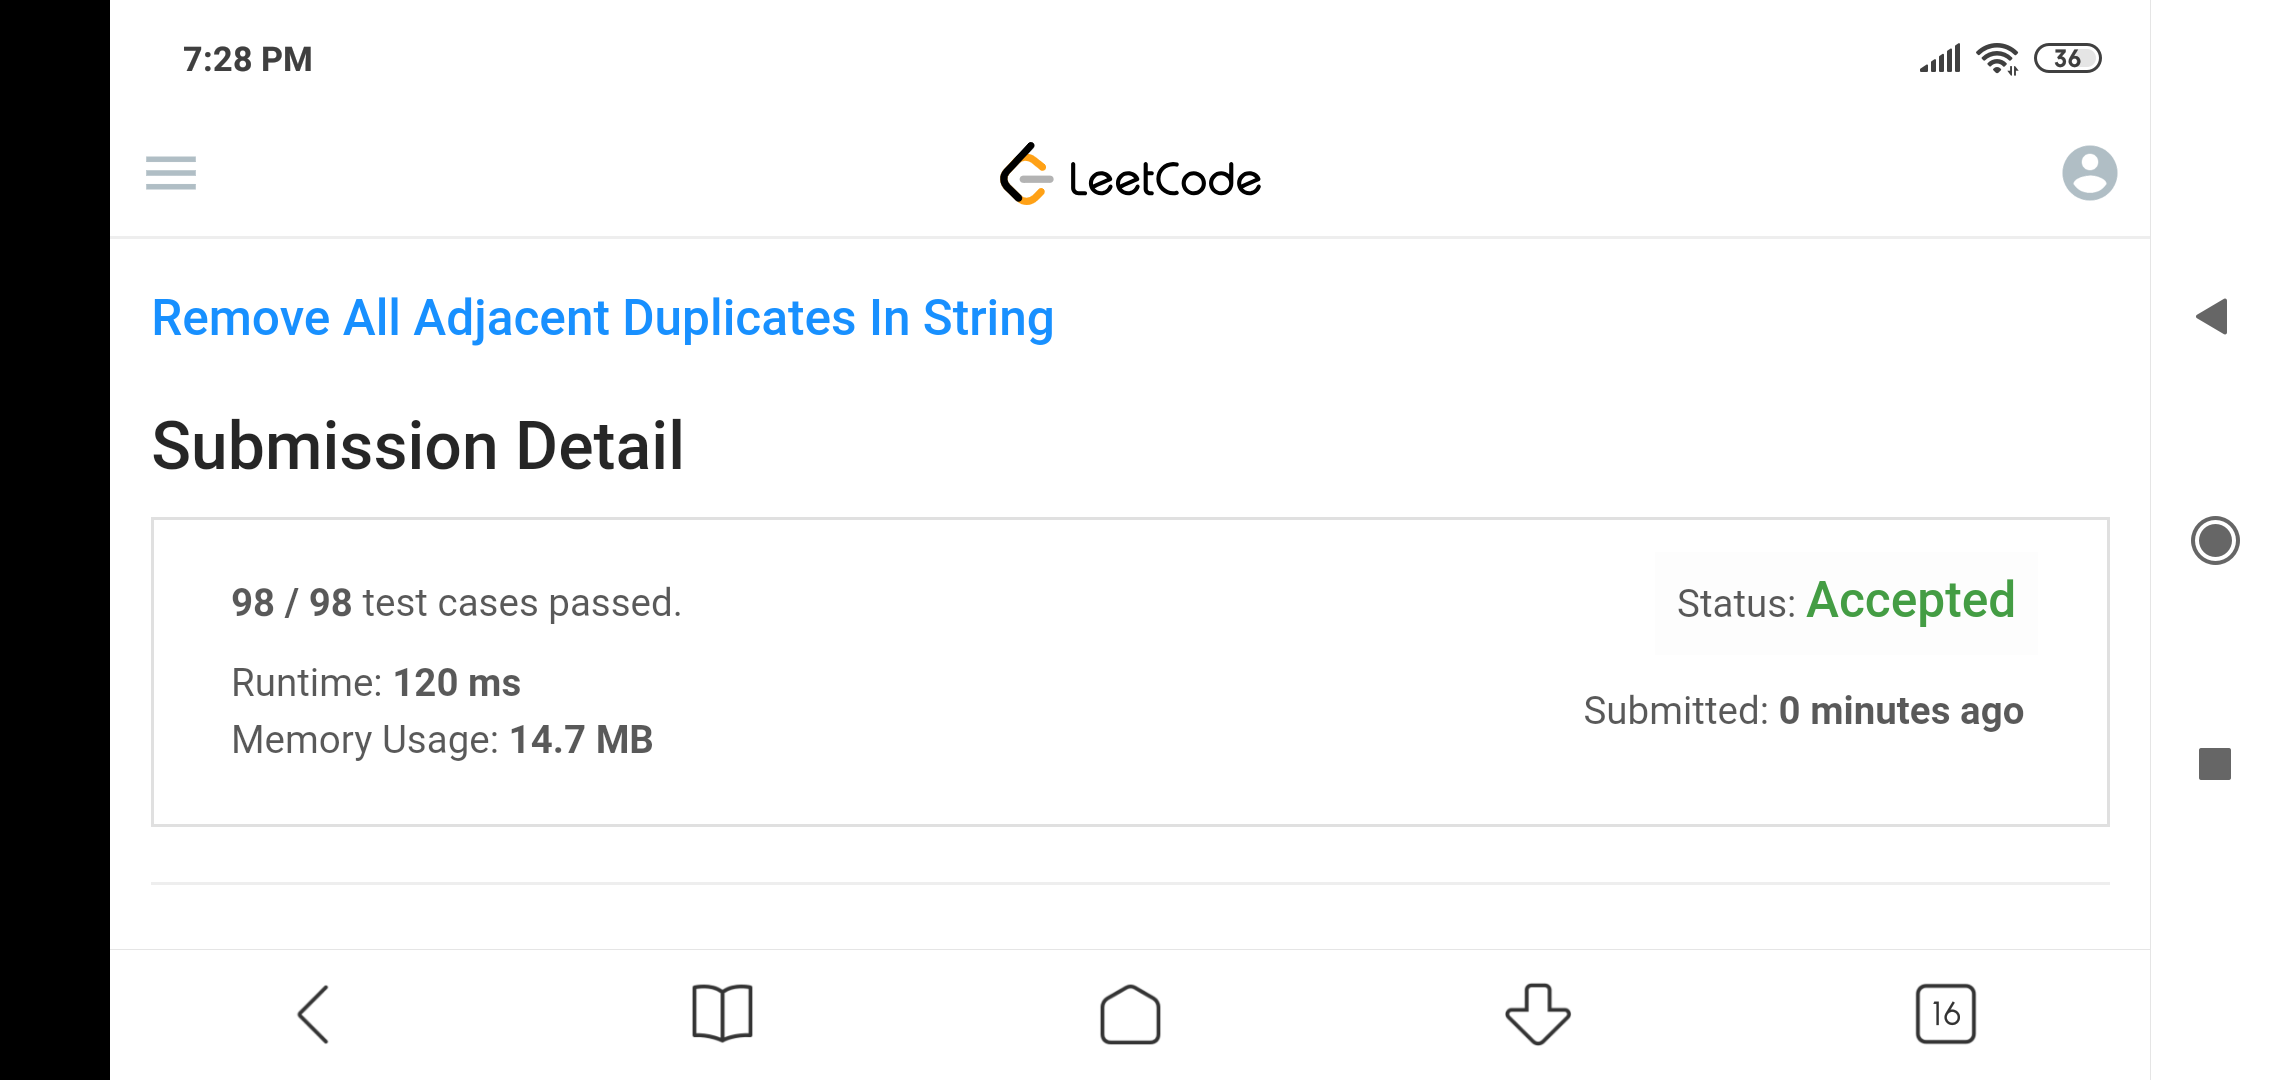 7:28 PM
36
LeetCode
Remove All Adjacent Duplicates In String
Submission Detail
98 / 98 test cases passed.
Status: Accepted
Runtime: 120 ms
Submitted: 0 minutes ago
Memory Usage: 14.7 MB
16